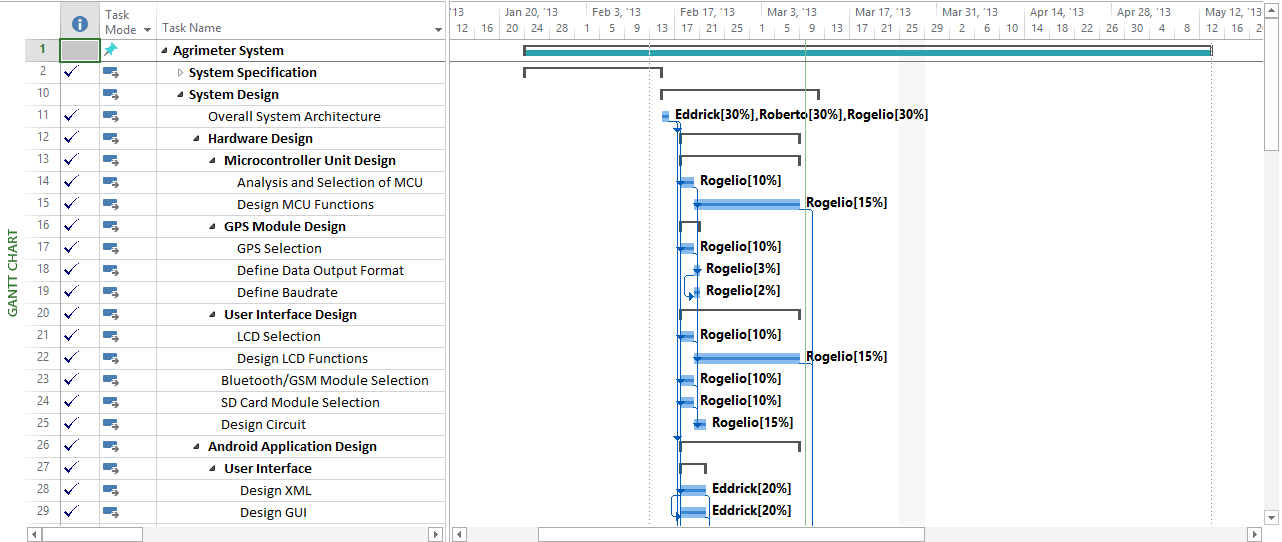 Task Mode
Task Name
'13 Jan 20, '13 Feb 3, '13 Feb 17, '13 Mar 3, '13 Mar 17, '13 Mar 31, '13 Apr 14, '13 Apr 28, '13 May 12, '13
12 16 20 24 28 1 5 9 13 17 21 25 1 5 9 13 17 21 25 29 2 6 10 14 18 22 26 30 4 8 12 16 20
GANTT CHART
1 Agrimeter System
2 System Specification
10 System Design
11 Overall System Architecture Eddrick[30%],Roberto[30%],Rogelio[30%]
12 Hardware Design
13 Microcontroller Unit Design
14 Analysis and Selection of MCU Rogelio[10%]
15 Design MCU Functions Rogelio[15%]
16 GPS Module Design
17 GPS Selection Rogelio[10%]
18 Define Data Output Format Rogelio[3%]
19 Define Baudrate Rogelio[2%]
20 User Interface Design
21 LCD Selection Rogelio[10%]
22 Design LCD Functions Rogelio[15%]
23 Bluetooth/GSM Module Selection Rogelio[10%]
24 SD Card Module Selection Rogelio[10%]
25 Design Circuit Rogelio[15%]
26 Android Application Design
27 User Interface
28 Design XML Eddrick[20%]
29 Design GUI Eddrick[20%]